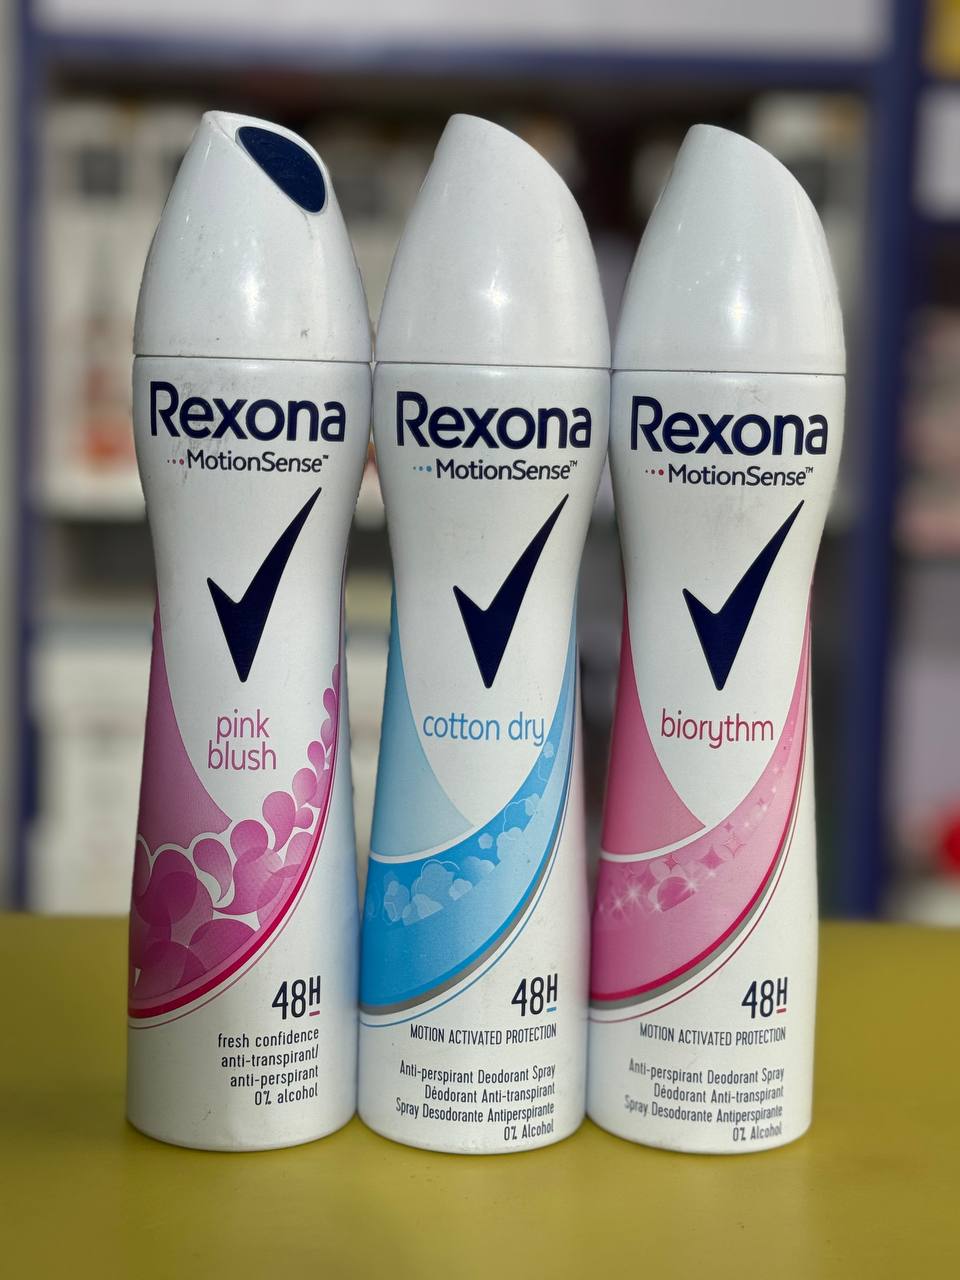 Rexona
MotionSense™
pink
blush
48H
fresh confidence
anti-transpirant/
anti-perspirant
0% alcohol
Rexona
MotionSense™
cotton dry
48H
MOTION ACTIVATED PROTECTION
Anti-perspirant Deodorant Spray
Déodorant Anti-transpirant
Spray Desodorante Antiperspirante
0% Alcohol
Rexona
MotionSense™
biorythm
48H
MOTION ACTIVATED PROTECTION
Anti-perspirant Deodorant Spray
Déodorant Anti-transpirant
Spray Desodorante Antiperspirante
0% Alcohol